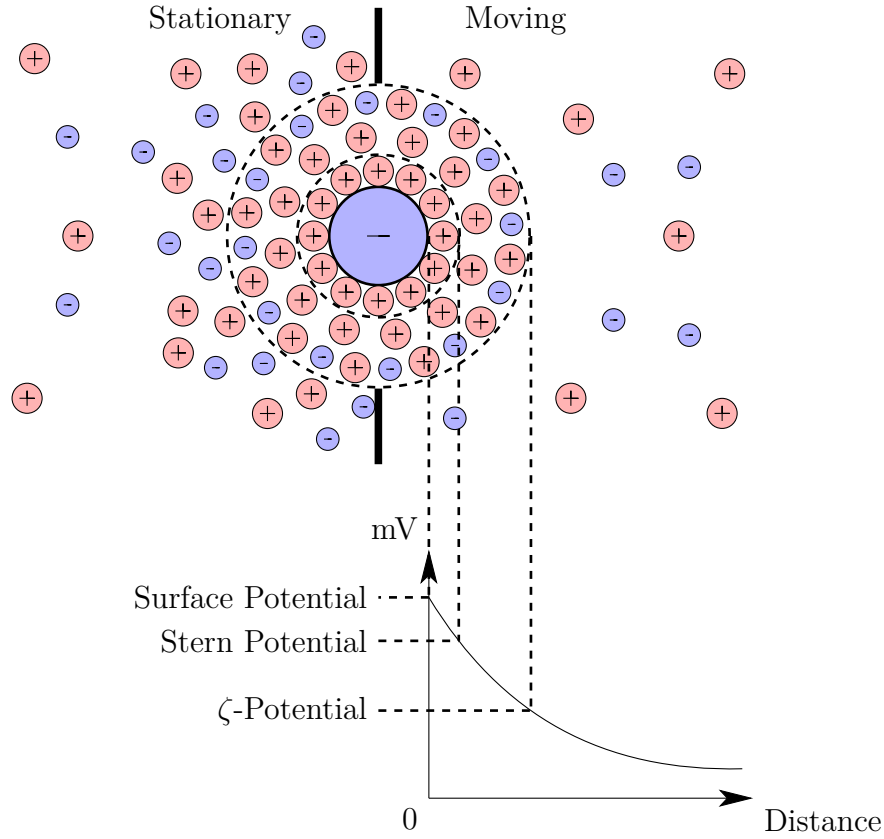 Stationary
Moving
mV
Surface Potential
Stern Potential
ζ-Potential
0
Distance